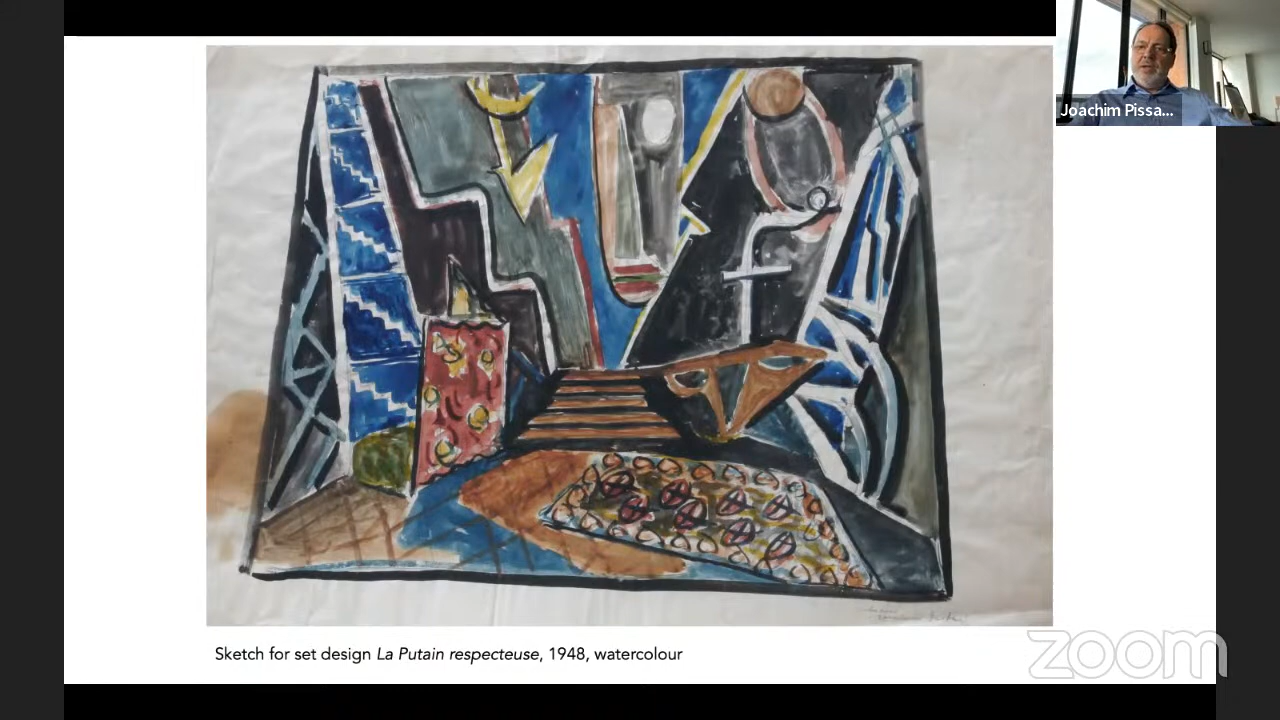 Joachim Pissa...
Sketch for set design La Putain respecteuse, 1948, watercolour
zoom